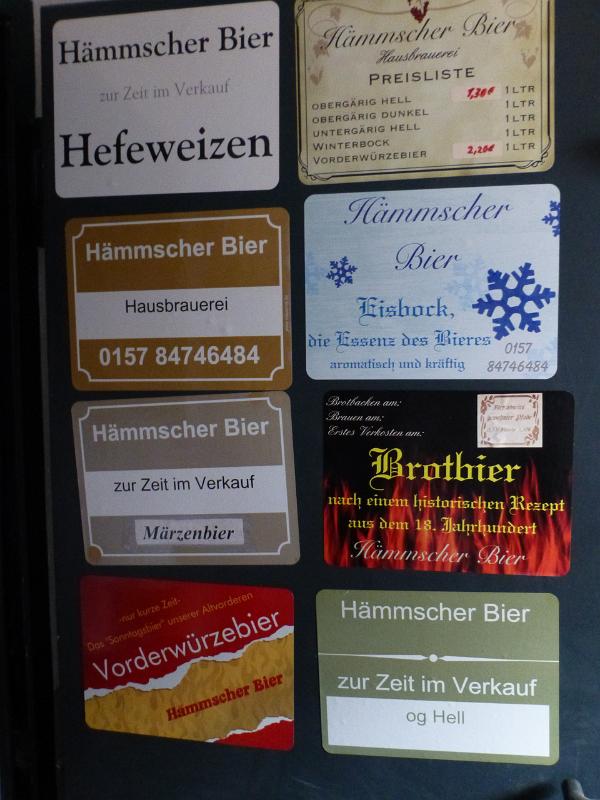 Hämmscher Bier
zur Zeit im Verkauf
Hefeweizen
Hämmscher Bier
Hausbrauerei
PREISLISTE
OBERGÄRIG HELL 1,30€ 1 LTR
OBERGÄRIG DUNKEL 1 LTR
UNTERGÄRIG HELL 1 LTR
WINTERBOCK 1 LTR
VORDERWÜRZEBIER 2,20€ 1 LTR
Hämmscher Bier
Hausbrauerei
0157 84746484
Hämmscher
Bier
Eisbock,
die Essenz des Bieres
aromatisch und kräftig
0157
84746484
Hämmscher Bier
zur Zeit im Verkauf
Märzenbier
Brotbacken am:
Brauen am:
Erstes Verkosten am:
Brotbier
nach einem historischen Rezept
aus dem 18. Jahrhundert
Hämmscher Bier
-nur kurze Zeit-
Das "Sonntagsbier" unserer Altvorderen
Vorderwürzebier
Hämmscher Bier
Hämmscher Bier
zur Zeit im Verkauf
og Hell